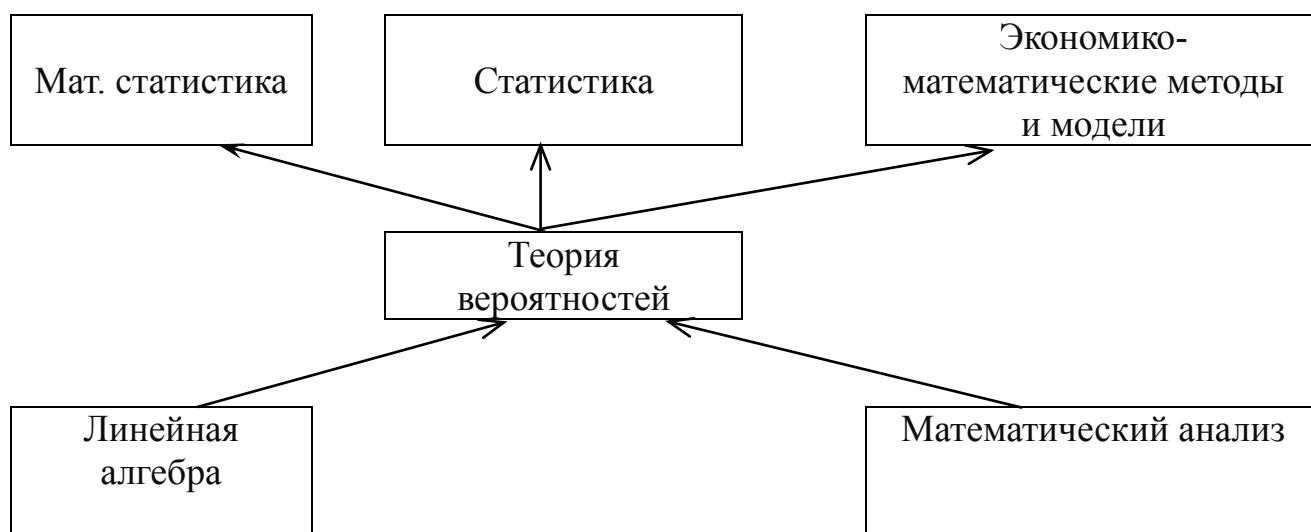 Мат. статистика
Статистика
Экономико-
математические методы
и модели
Теория
вероятностей
Линейная
алгебра
Математический анализ